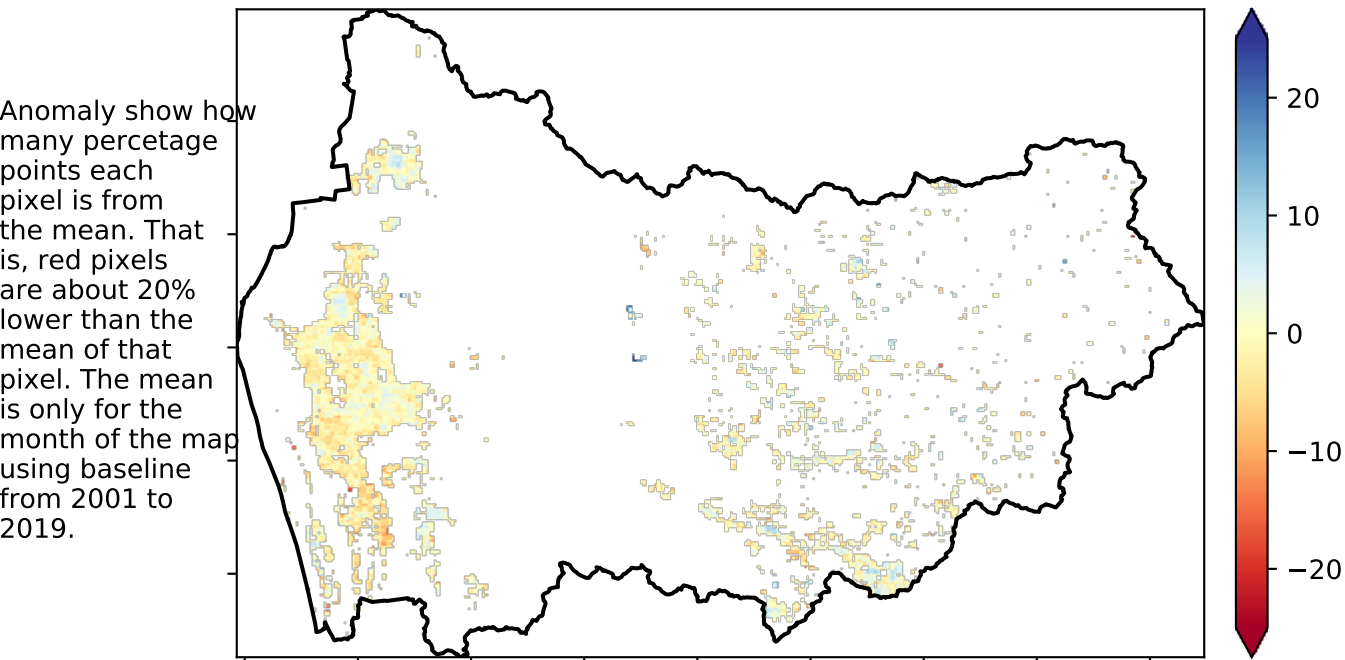 Anomaly show how
many percetage
points each
pixel is from
the mean. That
is, red pixels
are about 20%
lower than the
mean of that
pixel. The mean
is only for the
month of the map
using baseline
from 2001 to
2019.
20
10
0
−10
−20